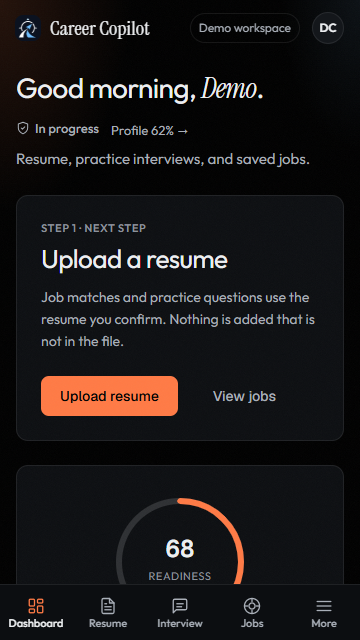 Career Copilot
Demo workspace
DC
Good morning, Demo.
In progress
Profile 62% →
Resume, practice interviews, and saved jobs.
STEP 1 · NEXT STEP
Upload a resume
Job matches and practice questions use the
resume you confirm. Nothing is added that is
not in the file.
Upload resume
View jobs
68
READINESS
Dashboard
Resume
Interview
Jobs
More